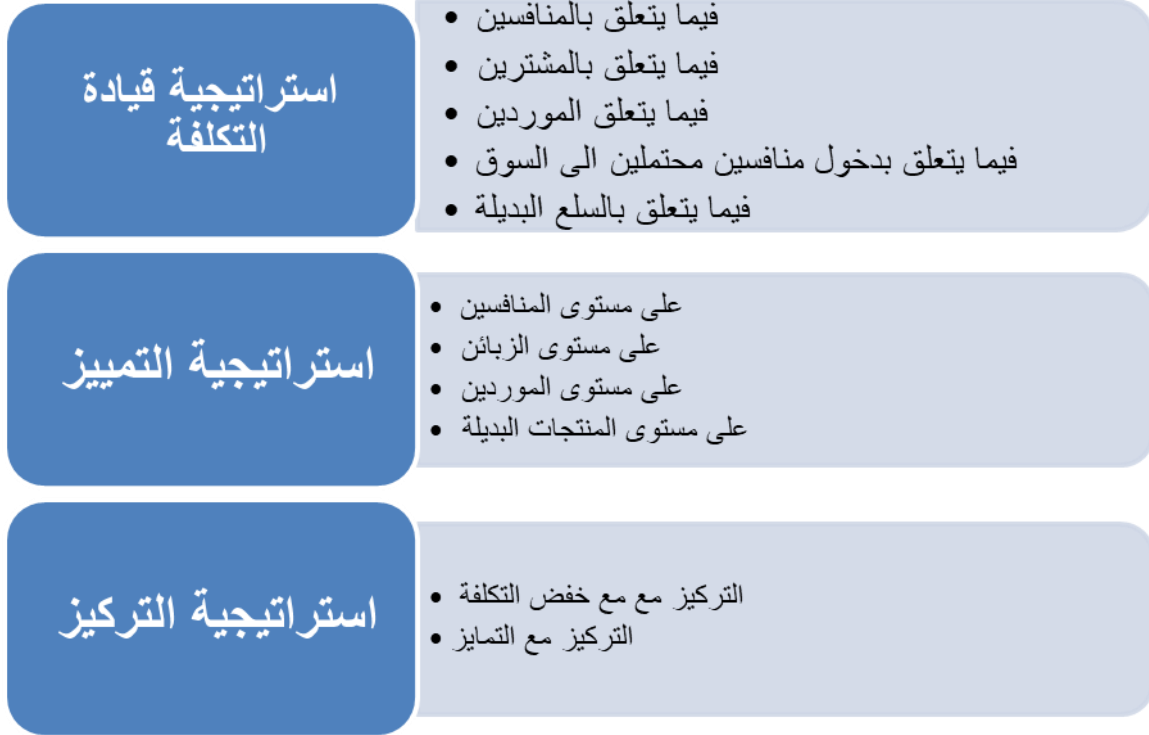 استراتيجية قيادة
التكلفة
فيما يتعلق بالمنافسين
فيما يتعلق بالمشترين
فيما يتعلق الموردين
فيما يتعلق بدخول منافسين محتملين الى السوق
فيما يتعلق بالسلع البديلة
استراتيجية التمييز
على مستوى المنافسين
على مستوى الزبائن
على مستوى الموردين
على مستوى المنتجات البديلة
استراتيجية التركيز
التركيز مع مع خفض التكلفة
التركيز مع التمايز